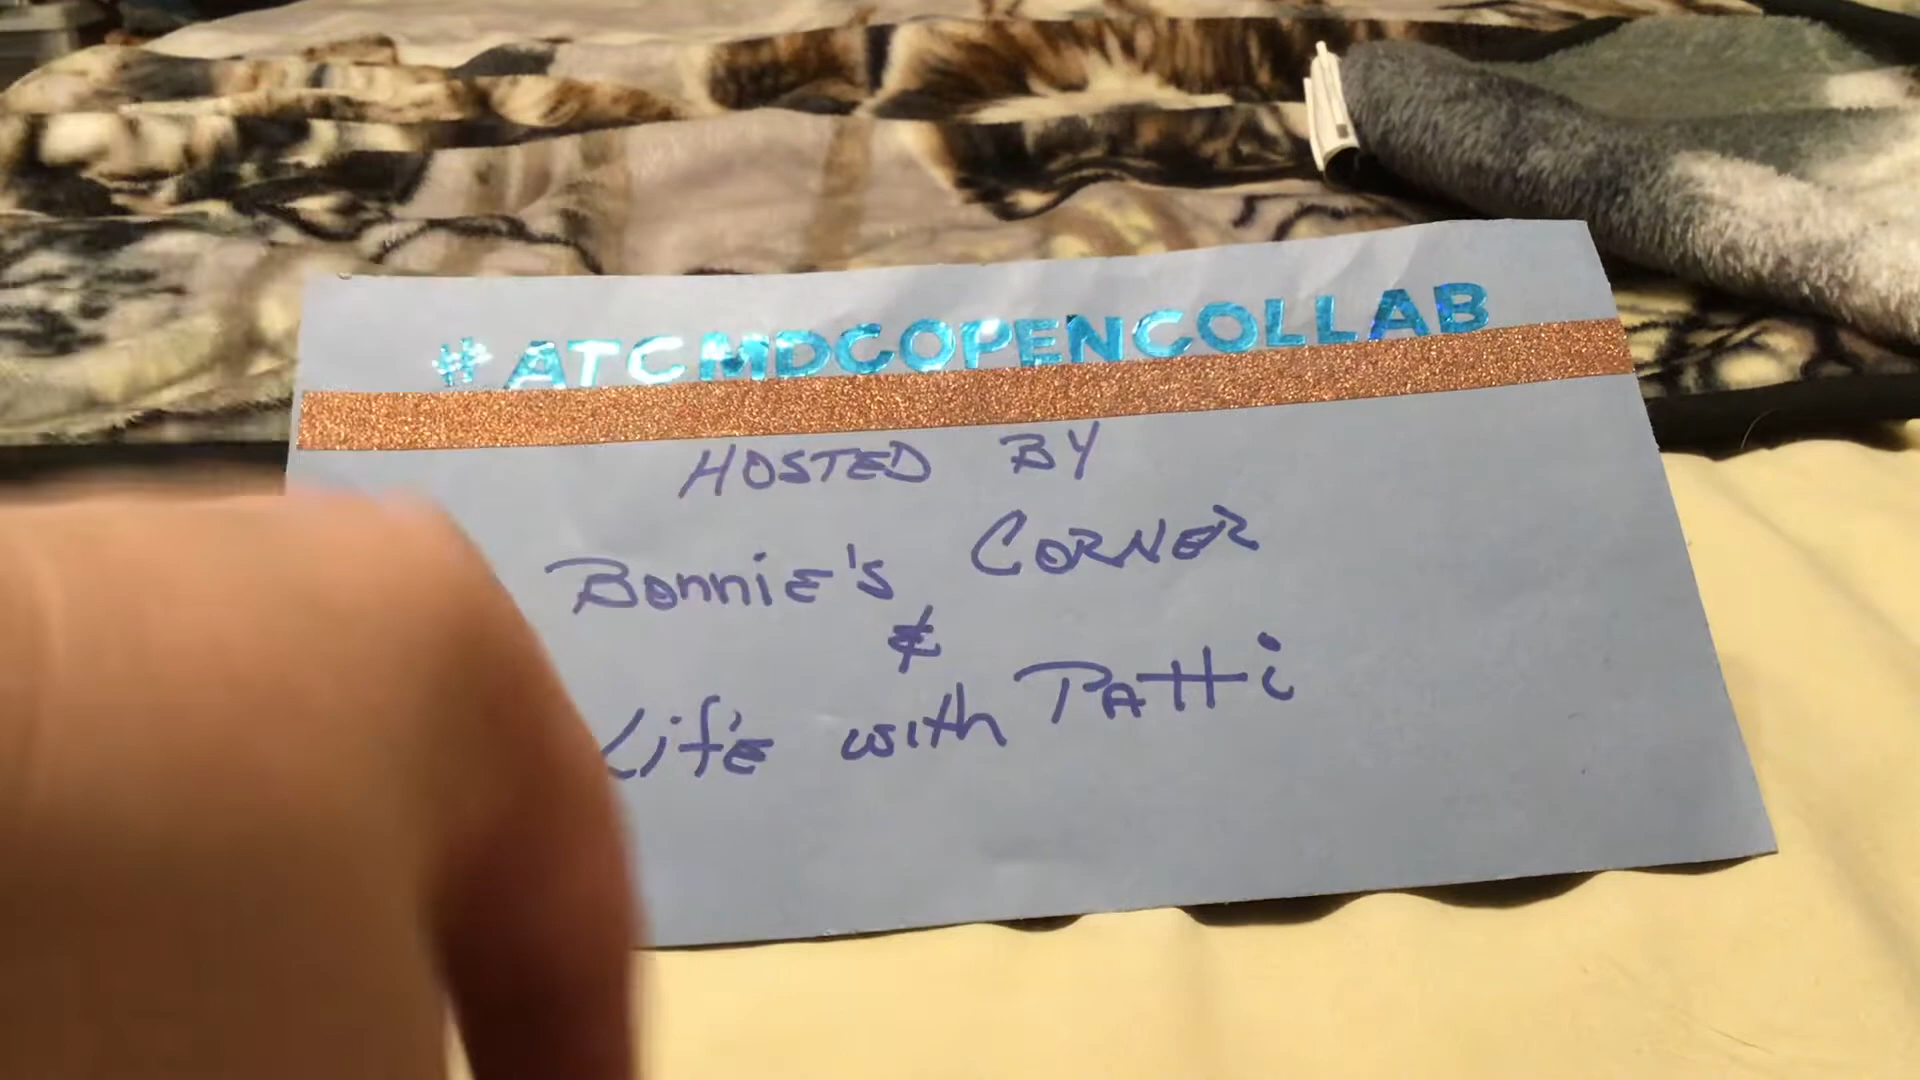 #ATCMDCOPENCOLLAB
HOSTED BY
Bonnie's CORNER
&
Life with PATTi